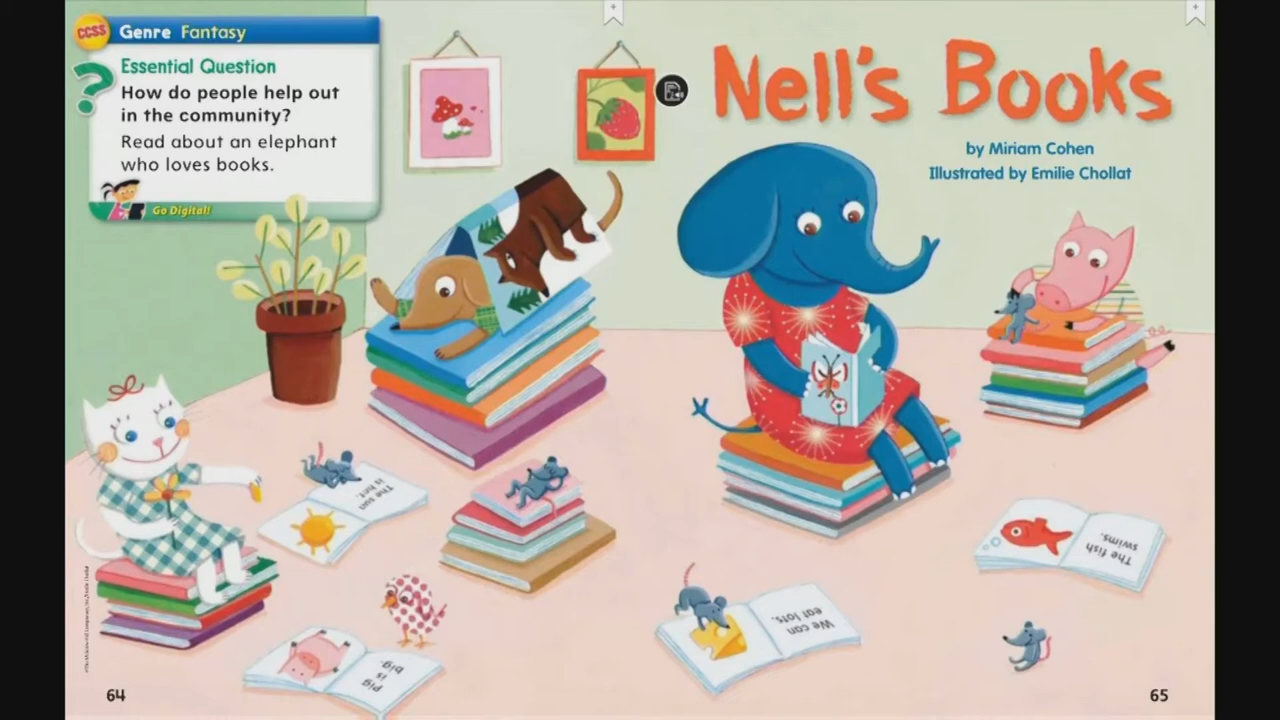 CCSS
Genre Fantasy
Essential Question
How do people help out
in the community?
Read about an elephant
who loves books.
Go Digital!
Nell's Books
by Miriam Cohen
Illustrated by Emilie Chollat
The sun
is hot.
Pig is
big.
We can
eat lots.
The fish
swims.
64
65